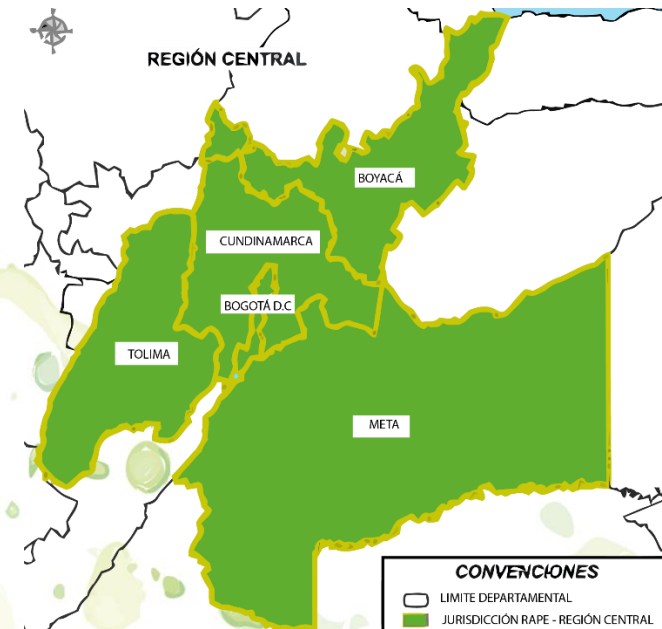 REGIÓN CENTRAL
BOYACÁ
CUNDINAMARCA
BOGOTÁ D.C
TOLIMA
META
CONVENCIONES
LIMITE DEPARTAMENTAL
JURISDICCIÓN RAPE - REGIÓN CENTRAL